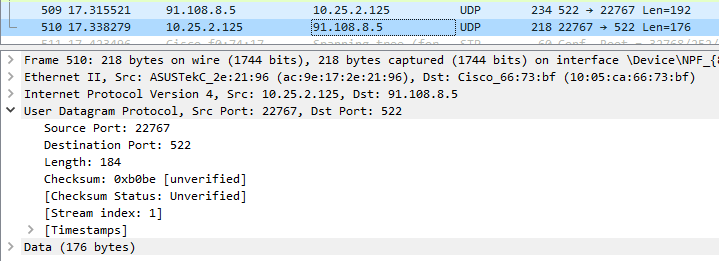 509 17.315521 91.108.8.5 10.25.2.125 UDP 234 522 → 22767 Len=192
510 17.338279 10.25.2.125 91.108.8.5 UDP 218 22767 → 522 Len=176
Frame 510: 218 bytes on wire (1744 bits), 218 bytes captured (1744 bits) on interface \Device\NPF_{8
Ethernet II, Src: ASUSTekC_2e:21:96 (ac:9e:17:2e:21:96), Dst: Cisco_66:73:bf (10:05:ca:66:73:bf)
Internet Protocol Version 4, Src: 10.25.2.125, Dst: 91.108.8.5
User Datagram Protocol, Src Port: 22767, Dst Port: 522
Source Port: 22767
Destination Port: 522
Length: 184
Checksum: 0xb0be [unverified]
[Checksum Status: Unverified]
[Stream index: 1]
[Timestamps]
Data (176 bytes)